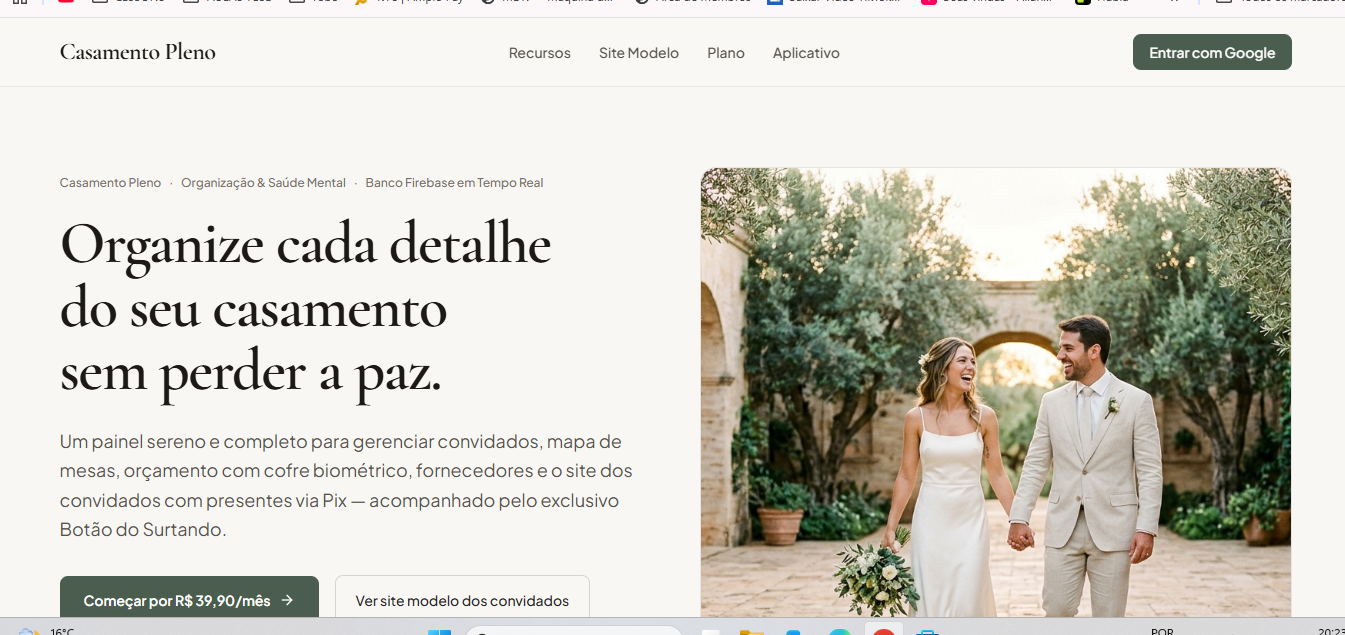 Casamento Pleno
Recursos
Site Modelo
Plano
Aplicativo
Entrar com Google
Casamento Pleno · Organização & Saúde Mental · Banco Firebase em Tempo Real
Organize cada detalhe
do seu casamento
sem perder a paz.
Um painel sereno e completo para gerenciar convidados, mapa de
mesas, orçamento com cofre biométrico, fornecedores e o site dos
convidados com presentes via Pix — acompanhado pelo exclusivo
Botão do Surtando.
Começar por R$ 39,90/mês →
Ver site modelo dos convidados
16°C
POR